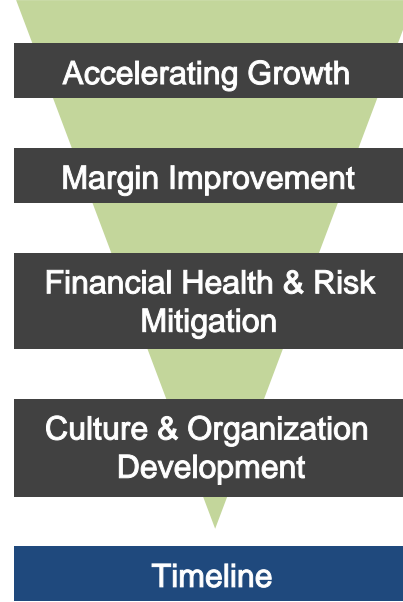 Accelerating Growth
Margin Improvement
Financial Health & Risk
Mitigation
Culture & Organization
Development
Timeline